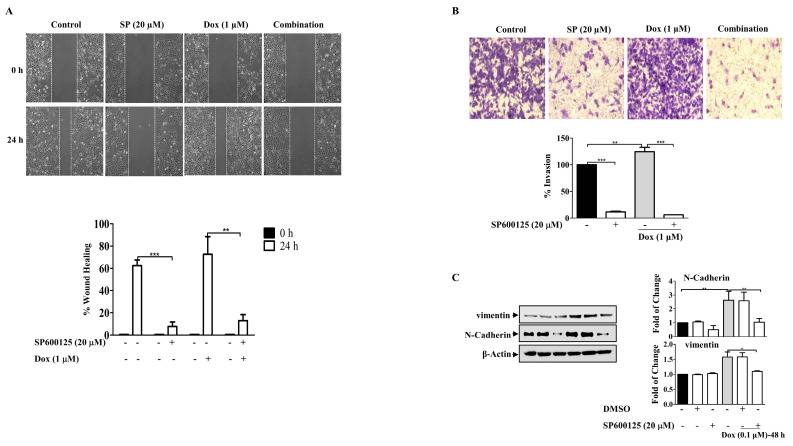 A
Control SP (20 µM) Dox (1 µM) Combination
0 h
24 h
% Wound Healing
80
60
40
20
0
*** **
0 h
24 h
SP600125 (20 µM) - - - + - - - +
Dox (1 µM) - - - - - + - +
B
Control SP (20 µM) Dox (1 µM) Combination
% Invasion
150
100
50
0
** *** ***
SP600125 (20 µM) - + - +
Dox (1 µM)
C
vimentin
N-Cadherin
β-Actin
N-Cadherin
Fold of Change
4
3
2
1
0
** **
vimentin
Fold of Change
2.0
1.5
1.0
0.5
0.0
DMSO - + - - + -
SP600125 (20 µM) - - + - - +
Dox (0.1 µM)-48 h